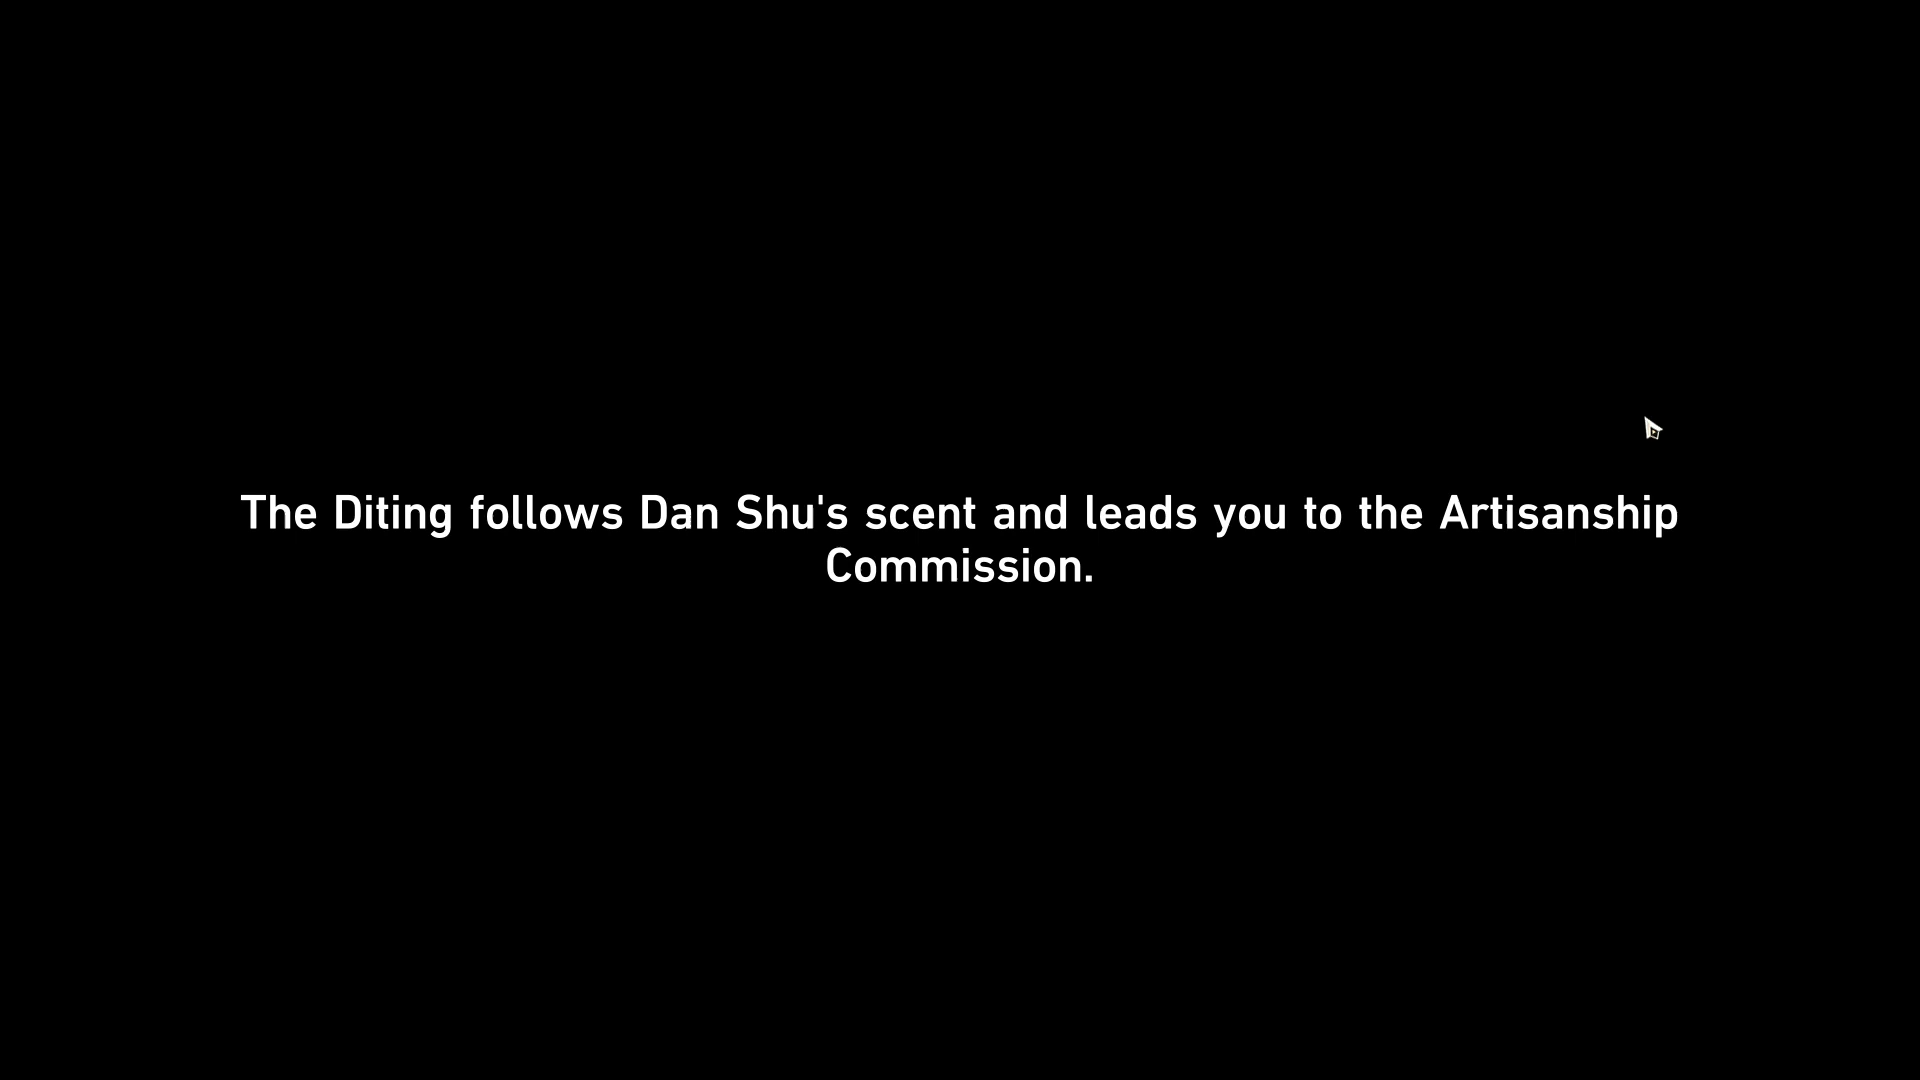 The Diting follows Dan Shu's scent and leads you to the Artisanship
Commission.